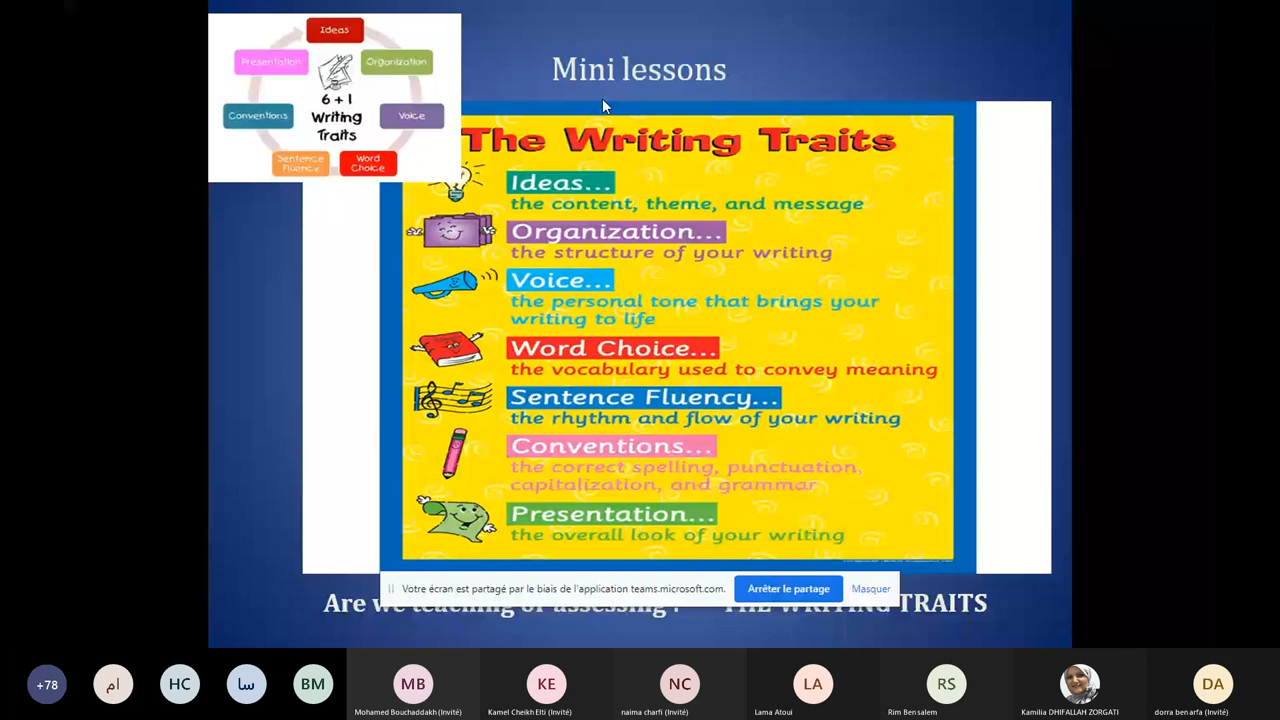 Ideas
Presentation
Organization
6 + 1
Writing
Traits
Conventions
Voice
Sentence
Fluency
Word
Choice
Mini lessons
The Writing Traits
Ideas...
the content, theme, and message
Organization...
the structure of your writing
Voice...
the personal tone that brings your
writing to life
Word Choice...
the vocabulary used to convey meaning
Sentence Fluency...
the rhythm and flow of your writing
Conventions...
the correct spelling, punctuation,
capitalization, and grammar
Presentation...
the overall look of your writing
Votre écran est partagé par le biais de l'application teams.microsoft.com.
Arrêter le partage
Masquer
Are we teaching or assessing ? THE WRITING TRAITS
+78
ام
HC
سا
BM
MB
KE
NC
LA
RS
DA
Mohamed Bouchaddakh (Invité)
Kamel Cheikh Elti (Invité)
naima charfi (Invité)
Lama Atoui
Rim Ben salem
Kamilia DHIFALLAH ZORGATI
dorra ben arfa (Invité)